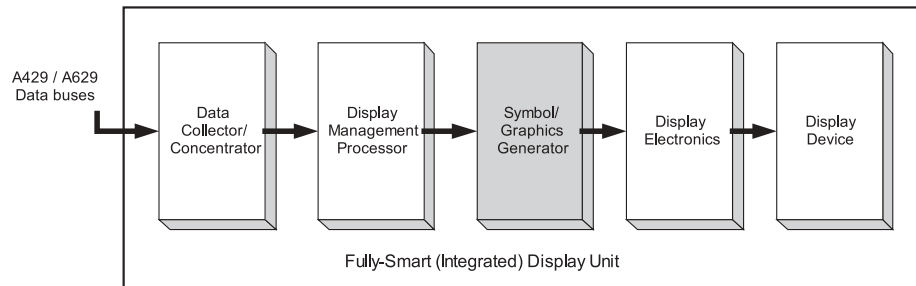 A429 / A629
Data buses
Data
Collector/
Concentrator
Display
Management
Processor
Symbol/
Graphics
Generator
Display
Electronics
Display
Device
Fully-Smart (Integrated) Display Unit